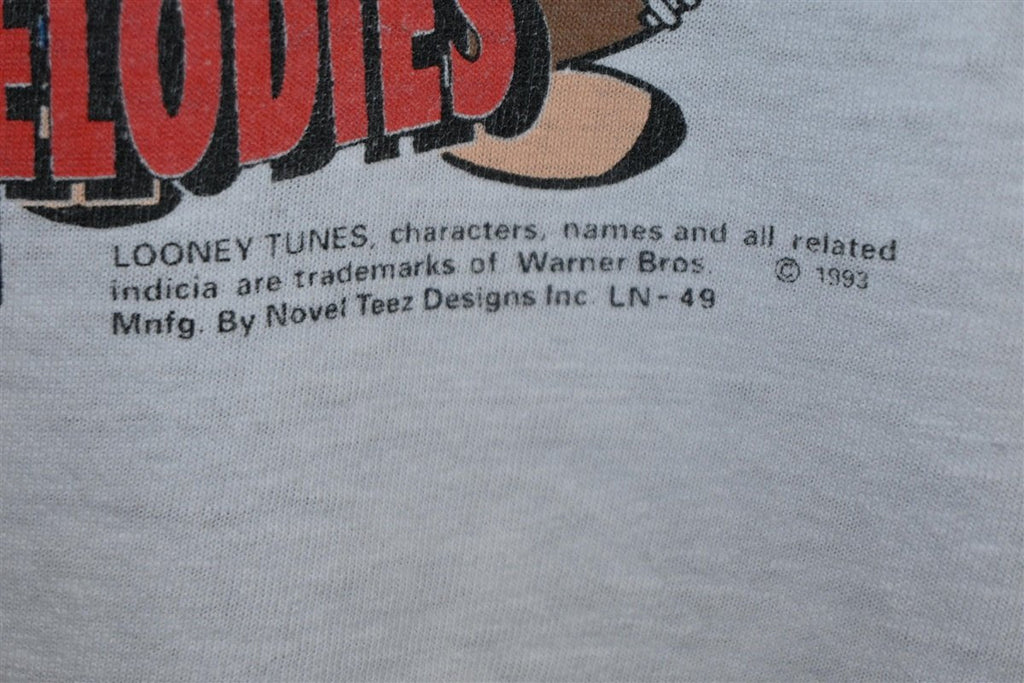 ELODIES
LOONEY TUNES, characters, names and all related
indicia are trademarks of Warner Bros. © 1993
Mnfg. By Novel Teez Designs Inc. LN - 49